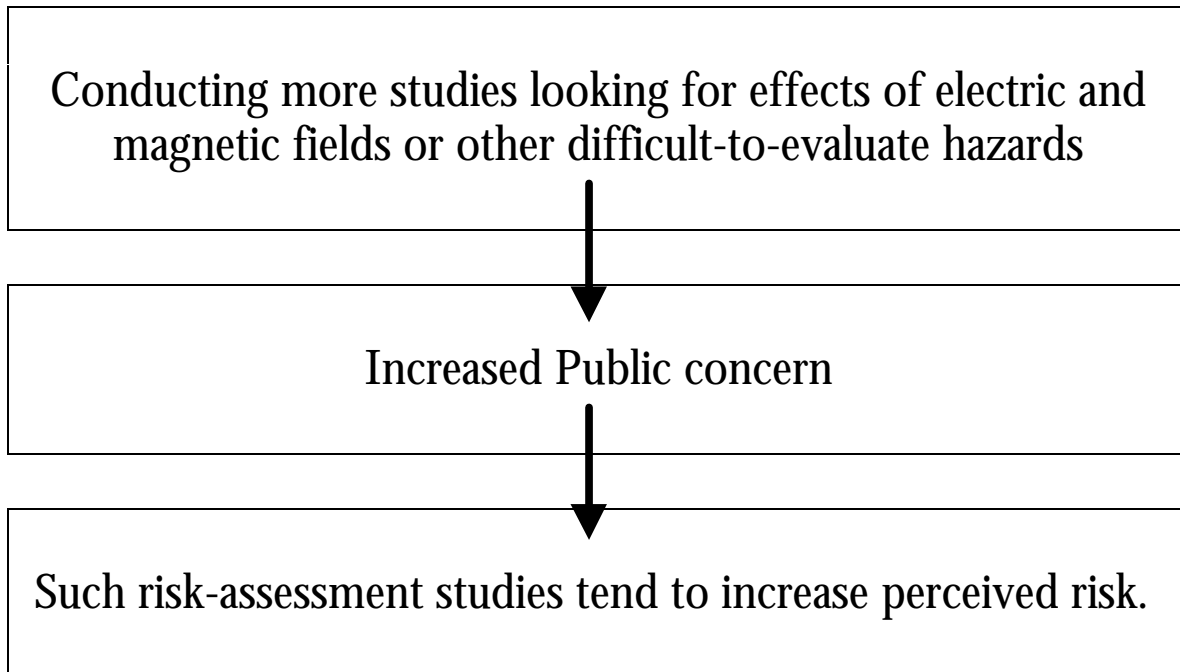 Conducting more studies looking for effects of electric and
magnetic fields or other difficult-to-evaluate hazards
Increased Public concern
Such risk-assessment studies tend to increase perceived risk.